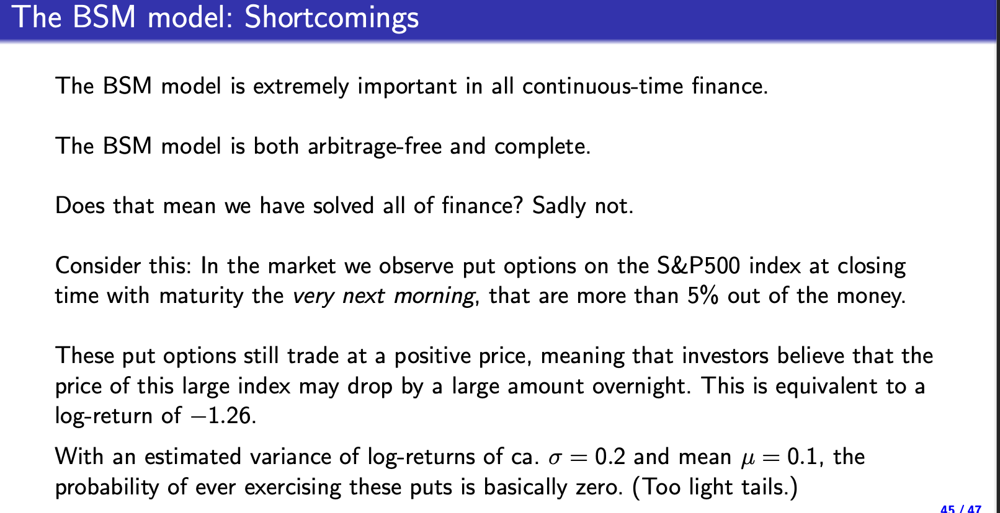 The BSM model: Shortcomings
The BSM model is extremely important in all continuous-time finance.
The BSM model is both arbitrage-free and complete.
Does that mean we have solved all of finance? Sadly not.
Consider this: In the market we observe put options on the S&P500 index at closing
time with maturity the very next morning, that are more than 5% out of the money.
These put options still trade at a positive price, meaning that investors believe that the
price of this large index may drop by a large amount overnight. This is equivalent to a
log-return of −1.26.
With an estimated variance of log-returns of ca. σ = 0.2 and mean μ = 0.1, the
probability of ever exercising these puts is basically zero. (Too light tails.)
45 / 47